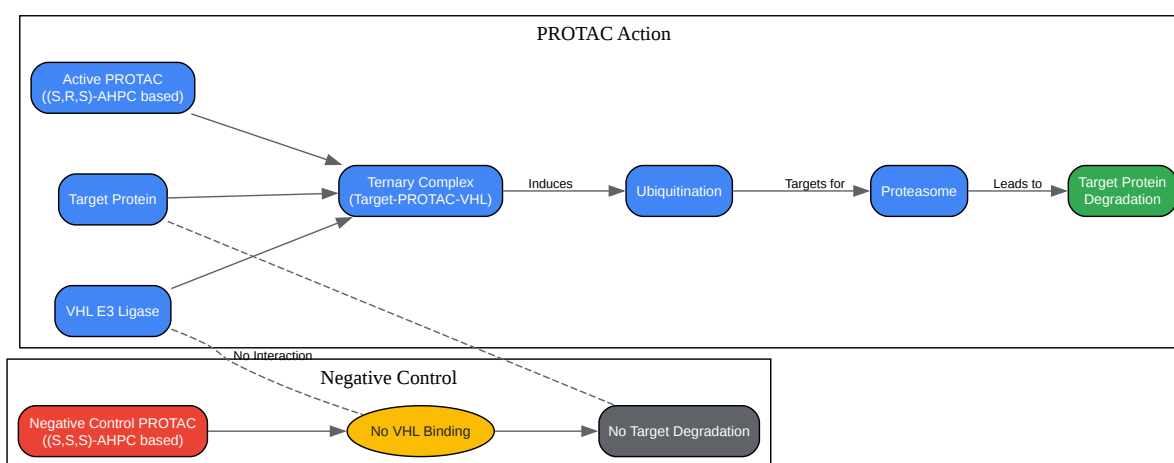 PROTAC Action
Active PROTAC
((S,R,S)-AHPC based)
Target Protein
VHL E3 Ligase
Ternary Complex
(Target-PROTAC-VHL)
Induces
Ubiquitination
Targets for
Proteasome
Leads to
Target Protein
Degradation
No Interaction
Negative Control
Negative Control PROTAC
((S,S,S)-AHPC based)
No VHL Binding
No Target Degradation